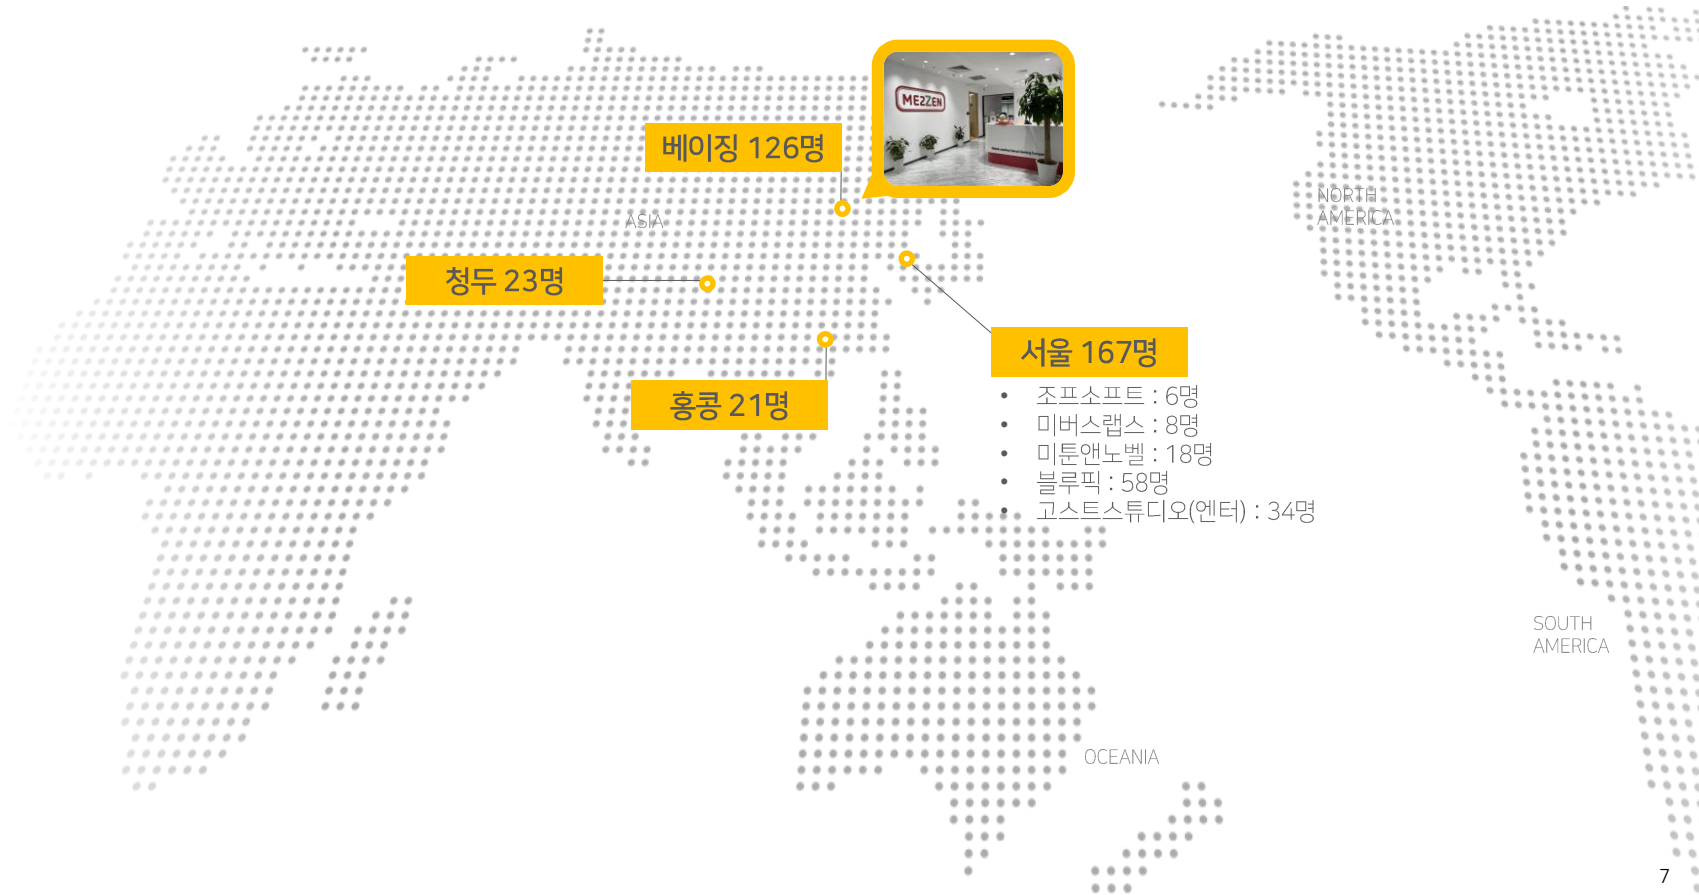 MEZZEN
베이징 126명
ASIA
NORTH
AMERICA
청두 23명
서울 167명
홍콩 21명
• 조프소프트 : 6명
• 미버스랩스 : 8명
• 미툰앤노벨 : 18명
• 블루픽 : 58명
• 고스트스튜디오(엔터) : 34명
SOUTH
AMERICA
OCEANIA
7